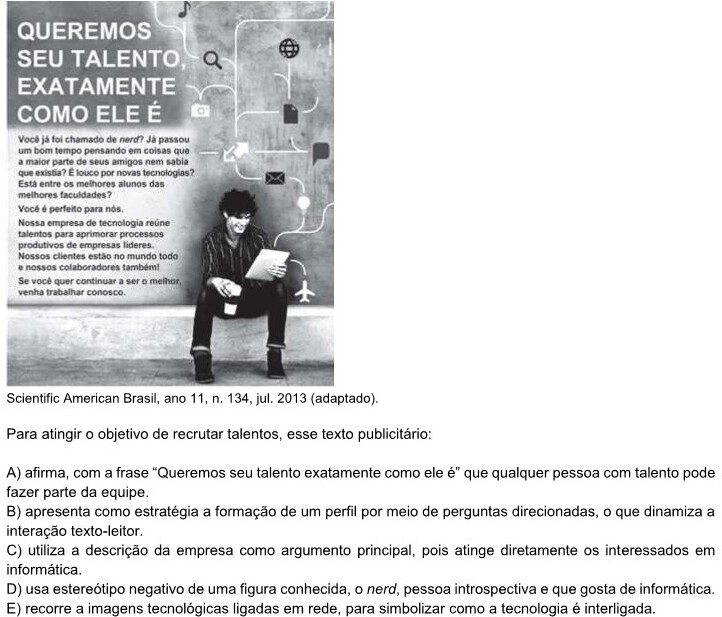 QUEREMOS
SEU TALENTO,
EXATAMENTE
COMO ELE É
Você já foi chamado de nerd? Já passou
um bom tempo pensando em coisas que
a maior parte de seus amigos nem sabia
que existia? É louco por novas tecnologias?
Está entre os melhores alunos das
melhores faculdades?
Você é perfeito para nós.
Nossa empresa de tecnologia reúne
talentos para aprimorar processos
produtivos de empresas líderes.
Nossos clientes estão no mundo todo
e nossos colaboradores também!
Se você quer continuar a ser o melhor,
venha trabalhar conosco.
Scientific American Brasil, ano 11, n. 134, jul. 2013 (adaptado).
Para atingir o objetivo de recrutar talentos, esse texto publicitário:
A) afirma, com a frase “Queremos seu talento exatamente como ele é” que qualquer pessoa com talento pode
fazer parte da equipe.
B) apresenta como estratégia a formação de um perfil por meio de perguntas direcionadas, o que dinamiza a
interação texto-leitor.
C) utiliza a descrição da empresa como argumento principal, pois atinge diretamente os interessados em
informática.
D) usa estereótipo negativo de uma figura conhecida, o nerd, pessoa introspectiva e que gosta de informática.
E) recorre a imagens tecnológicas ligadas em rede, para simbolizar como a tecnologia é interligada.